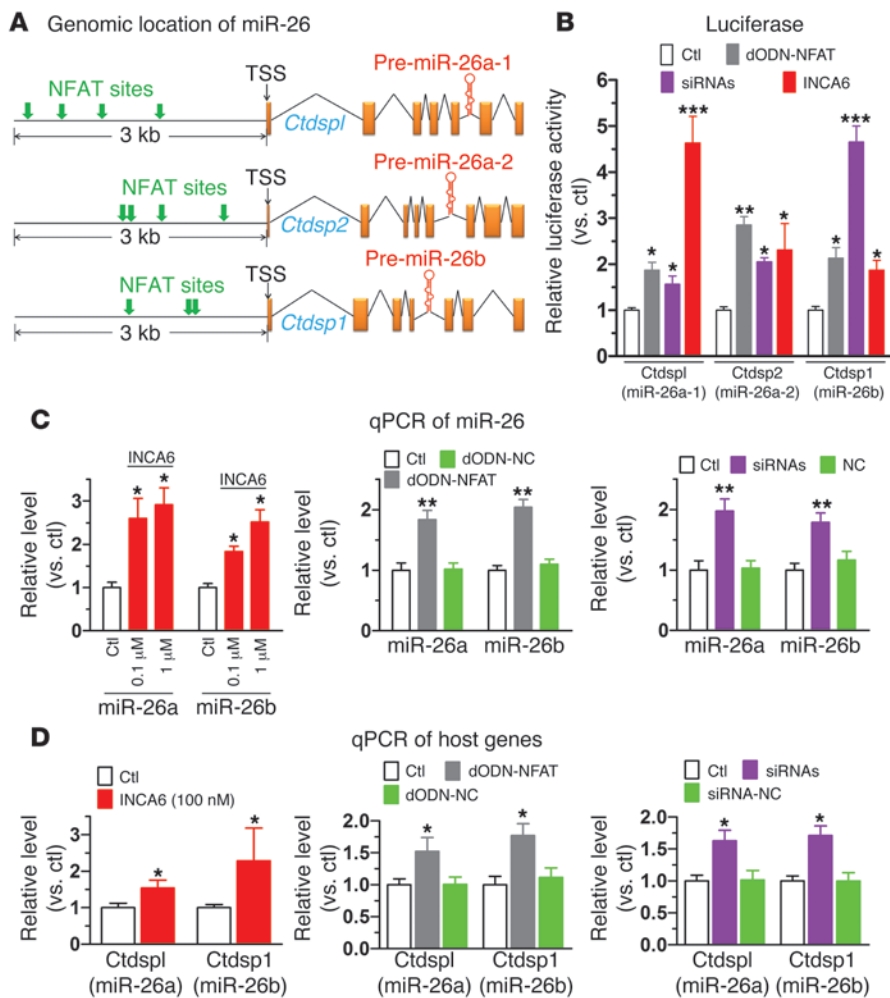 A Genomic location of miR-26
NFAT sites
TSS
Pre-miR-26a-1
Ctdspl
3 kb
NFAT sites
TSS
Pre-miR-26a-2
Ctdsp2
3 kb
NFAT sites
TSS
Pre-miR-26b
Ctdsp1
3 kb
B Luciferase
Ctl dODN-NFAT
siRNAs INCA6
Relative luciferase activity
(vs. ctl)
6
5
4
3
2
1
0
* * ***
** * *
* *** *
Ctdspl Ctdsp2 Ctdsp1
(miR-26a-1) (miR-26a-2) (miR-26b)
C qPCR of miR-26
INCA6
INCA6
Relative level
(vs. ctl)
3
2
1
0
* * * *
Ctl 0.1 µM 1 µM Ctl 0.1 µM 1 µM
miR-26a miR-26b
Ctl dODN-NC
dODN-NFAT
Relative level
(vs. ctl)
2
1
0
** **
miR-26a miR-26b
Ctl siRNAs NC
Relative level
(vs. ctl)
2
1
0
** **
miR-26a miR-26b
D qPCR of host genes
Ctl
INCA6 (100 nM)
Relative level
(vs. ctl)
3
2
1
0
* *
Ctdspl Ctdsp1
(miR-26a) (miR-26b)
Ctl dODN-NFAT
dODN-NC
Relative level
(vs. ctl)
2.0
1.5
1.0
0.5
0.0
* *
Ctdspl Ctdsp1
(miR-26a) (miR-26b)
Ctl siRNAs
siRNA-NC
Relative level
(vs. ctl)
2.0
1.5
1.0
0.5
0.0
* *
Ctdspl Ctdsp1
(miR-26a) (miR-26b)